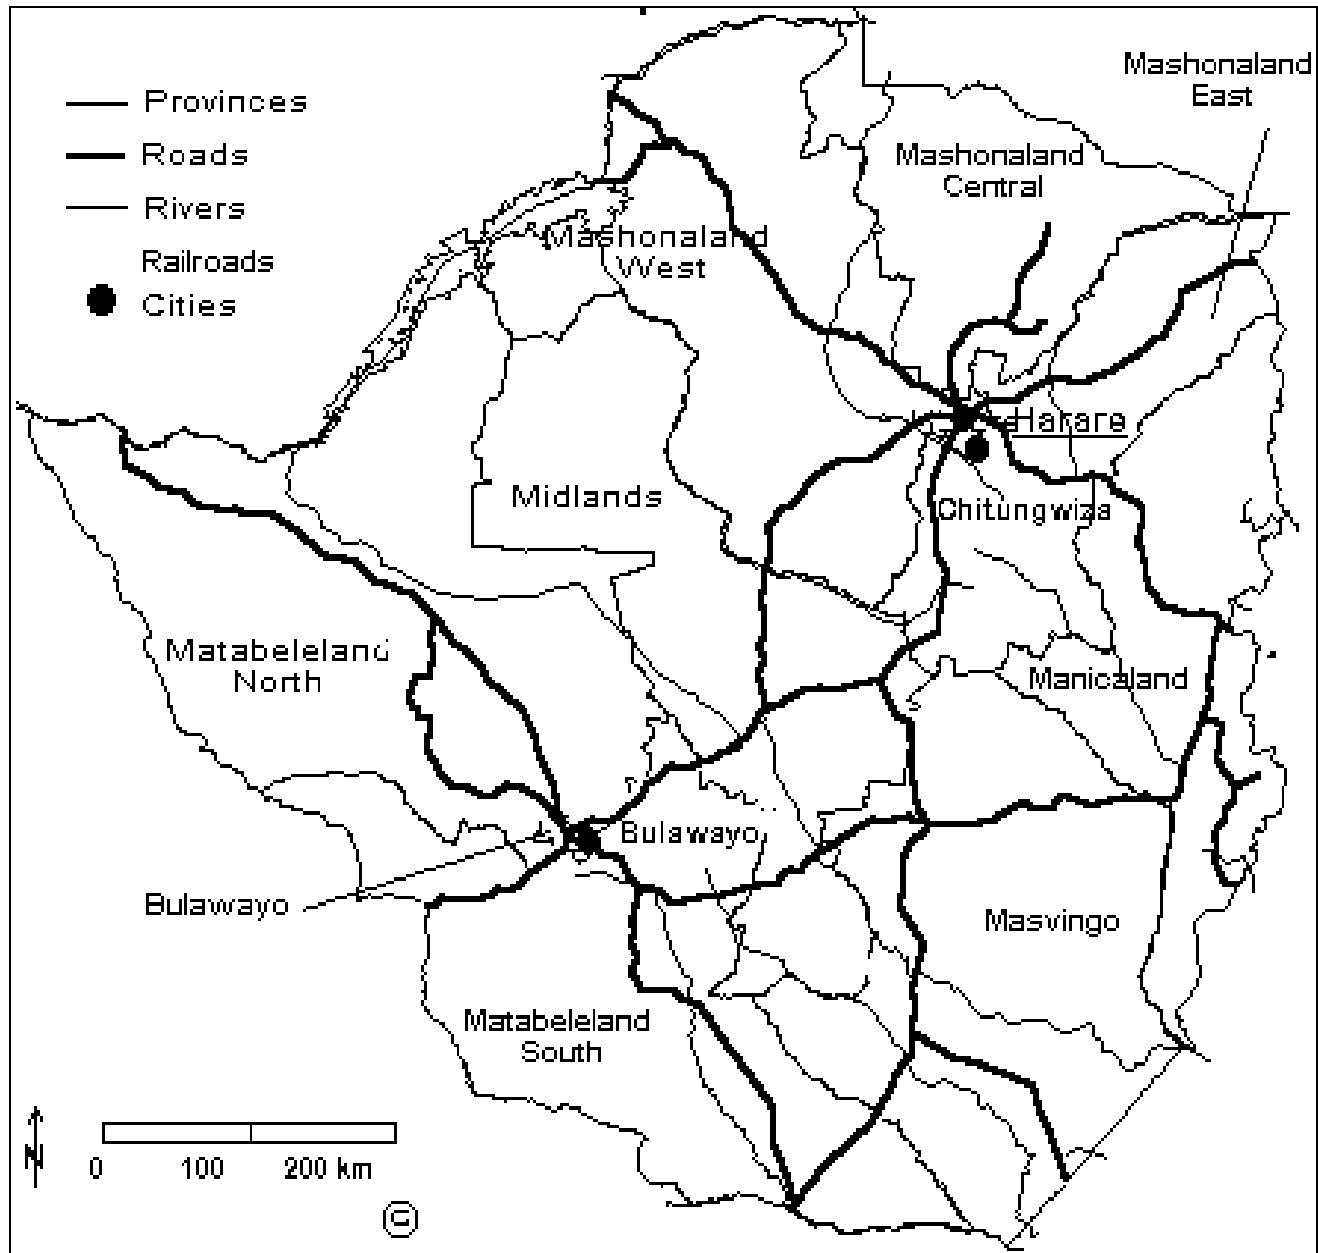 Provinces
Roads
Rivers
Railroads
Cities
Mashonaland
East
Mashonaland
Central
Mashonaland
West
Harare
Chitungwiza
Midlands
Matabeleland
North
Manicaland
Bulawayo
Bulawayo
Masvingo
Matabeleland
South
N
0 100 200 km
G